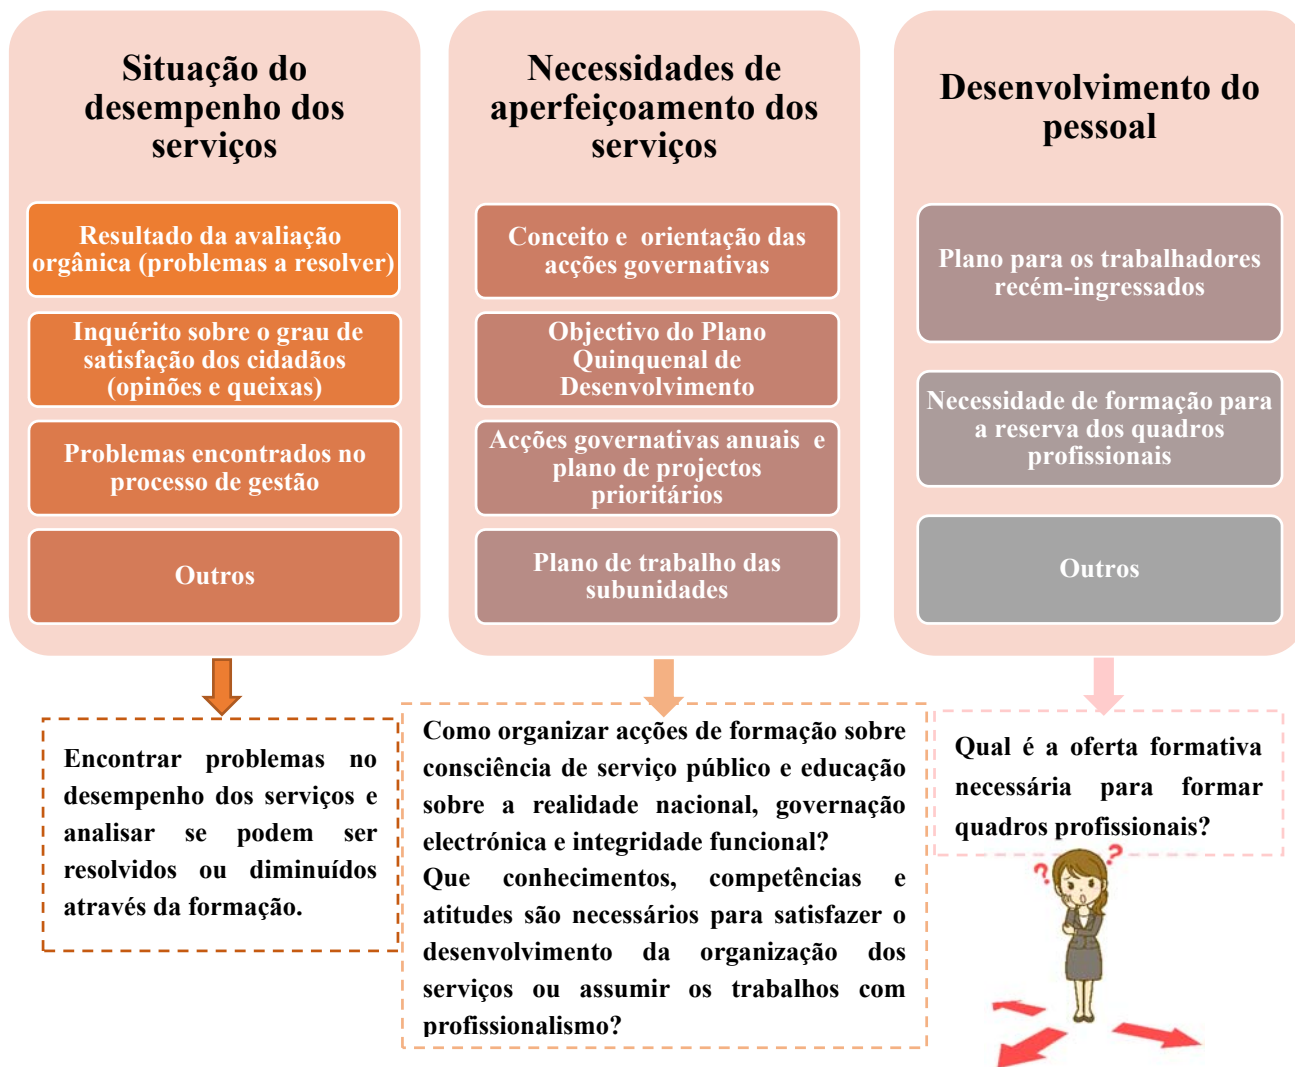 Situação do
desempenho dos
serviços
Resultado da avaliação
orgânica (problemas a resolver)
Inquérito sobre o grau de
satisfação dos cidadãos
(opinões e queixas)
Problemas encontrados no
processo de gestão
Outros
Encontrar problemas no
desempenho dos serviços e
analisar se podem ser
resolvidos ou diminuídos
através da formação.
Necessidades de
aperfeiçoamento dos
serviços
Conceito e orientação das
acções governativas
Objectivo do Plano
Quinquenal de
Desenvolvimento
Acções governativas anuais e
plano de projectos
prioritários
Plano de trabalho das
subunidades
Como organizar acções de formação sobre
consciência de serviço público e educação
sobre a realidade nacional, governação
electrónica e integridade funcional?
Que conhecimentos, competências e
atitudes são necessários para satisfazer o
desenvolvimento da organização dos
serviços ou assumir os trabalhos com
profissionalismo?
Desenvolvimento do
pessoal
Plano para os trabalhadores
recém-ingressados
Necessidade de formação para
a reserva dos quadros
profissionais
Outros
Qual é a oferta formativa
necessária para formar
quadros profissionais?
? ?